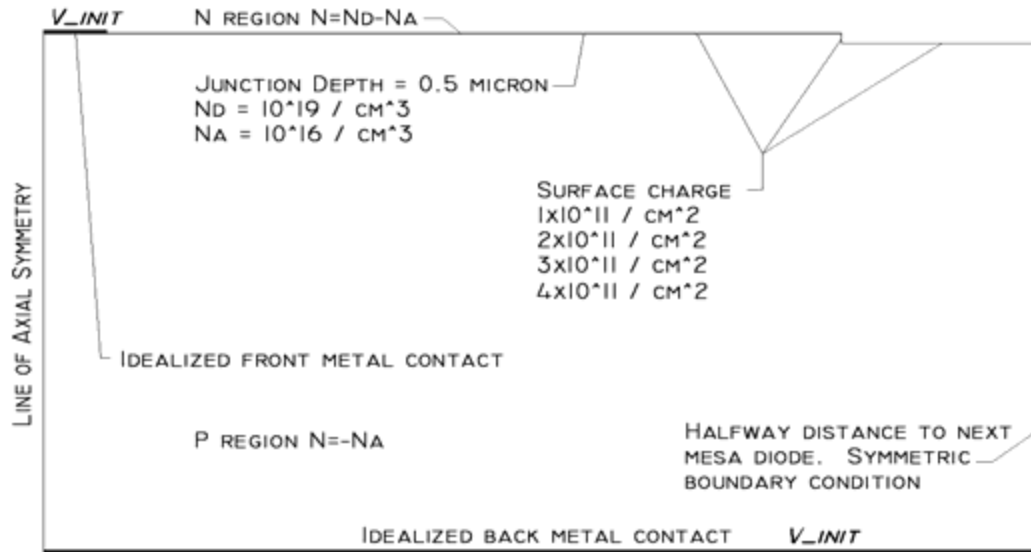 V_INIT N REGION N=ND-NA
JUNCTION DEPTH = 0.5 MICRON
ND = 10^19 / CM^3
NA = 10^16 / CM^3
SURFACE CHARGE
1X10^11 / CM^2
2X10^11 / CM^2
3X10^11 / CM^2
4X10^11 / CM^2
LINE OF AXIAL SYMMETRY
IDEALIZED FRONT METAL CONTACT
P REGION N=-NA
HALFWAY DISTANCE TO NEXT
MESA DIODE. SYMMETRIC
BOUNDARY CONDITION
IDEALIZED BACK METAL CONTACT V_INIT